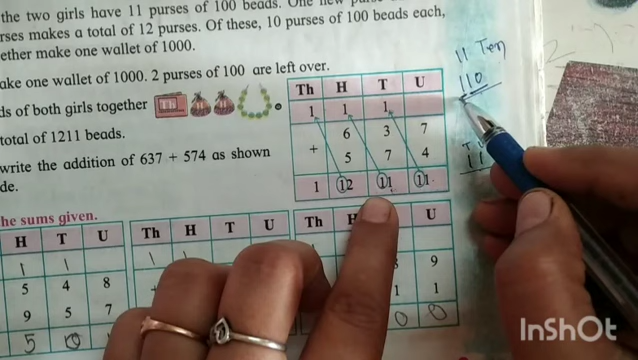 the two girls have 11 purses of 100 beads. One new
rses makes a total of 12 purses. Of these, 10 purses of 100 beads each,
ether make one wallet of 1000.
ake one wallet of 1000. 2 purses of 100 are left over.
ds of both girls together Th H H
total of 1211 beads.
write the addition of 637 + 574 as shown
de.
Th H T U
1 1 1
6 3 7
+ 5 7 4
1 12 11 11
11 Ten
110
he sums given.
H T U
1 1
5 4 8
9 5 7
5 10
Th H T U
Th H U
9
1 1
0 0
InShOt